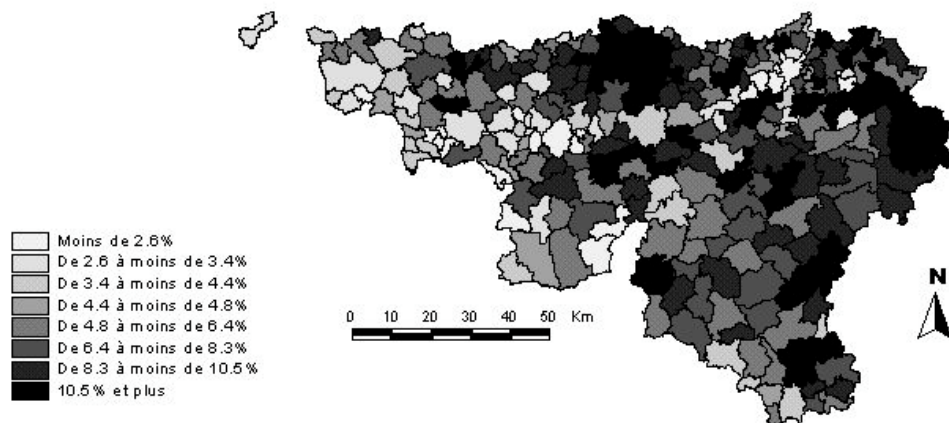 Moins de 2.6%
De 2.6 à moins de 3.4%
De 3.4 à moins de 4.4%
De 4.4 à moins de 4.8%
De 4.8 à moins de 6.4%
De 6.4 à moins de 8.3%
De 8.3 à moins de 10.5%
10.5% et plus
0 10 20 30 40 50 Km
N